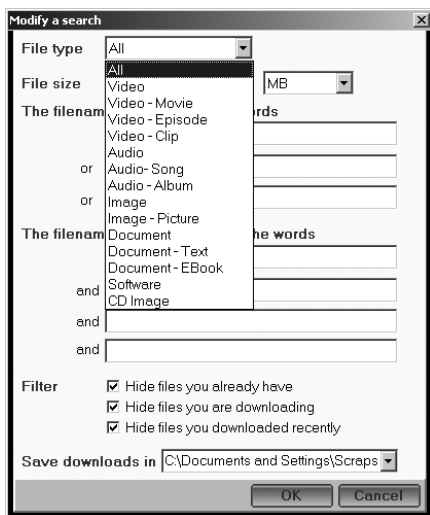 Modify a search
File type All
All
File size MB
Video
Video - Movie
The filenam rds
Video - Episode
Video - Clip
Audio
or Audio- Song
Audio - Album
or Image
Image - Picture
The filenam he words
Document
Document - Text
Document - EBook
Software
and CD Image
and
and
Filter Hide files you already have
Hide files you are downloading
Hide files you downloaded recently
Save downloads in C:\Documents and Settings\Scraps
OK Cancel